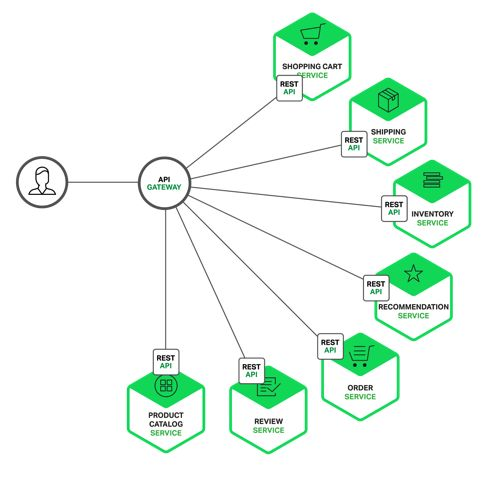 SHOPPING CART
SERVICE
REST
API
SHIPPING
SERVICE
REST
API
API
GATEWAY
INVENTORY
SERVICE
REST
API
RECOMMENDATION
SERVICE
REST
API
ORDER
SERVICE
REST
API
REVIEW
SERVICE
REST
API
PRODUCT
CATALOG
SERVICE
REST
API